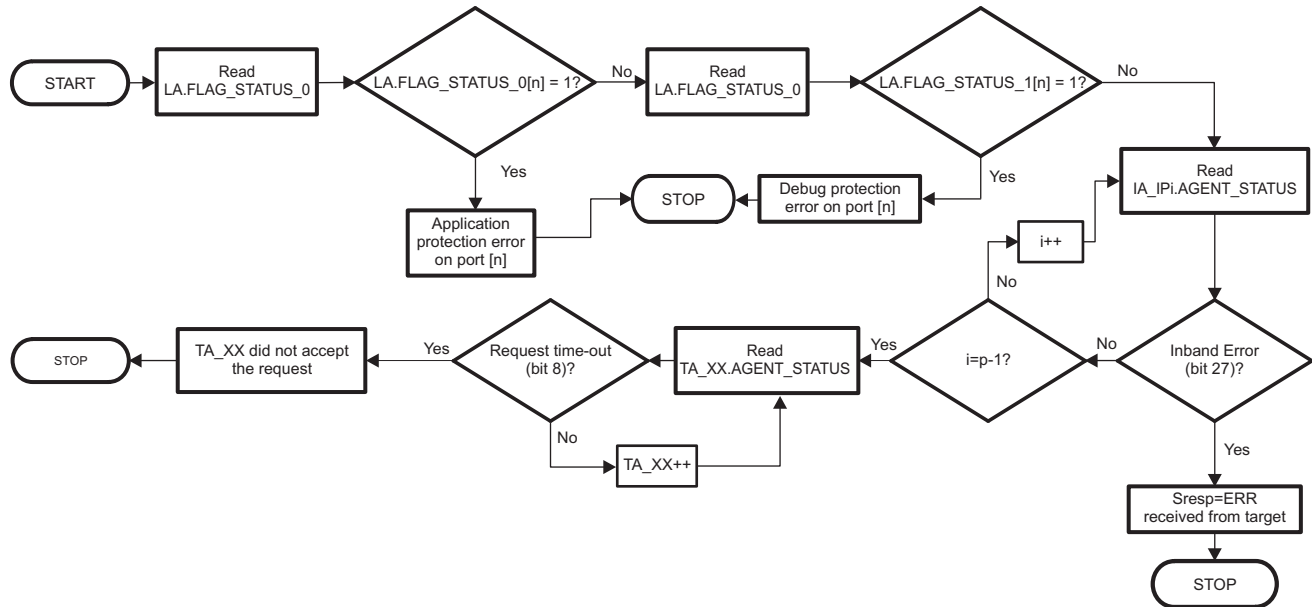 START
Read
LA.FLAG_STATUS_0
LA.FLAG_STATUS_0[n] = 1?
No
Read
LA.FLAG_STATUS_0
LA.FLAG_STATUS_1[n] = 1?
No
Yes
Application
protection error
on port [n]
STOP
Debug protection
error on port [n]
Yes
Read
IA_IPi.AGENT_STATUS
i++
No
STOP
TA_XX did not accept
the request
Yes
Request time-out
(bit 8)?
No
TA_XX++
Read
TA_XX.AGENT_STATUS
Yes
i=p-1?
No
Inband Error
(bit 27)?
Yes
Sresp=ERR
received from target
STOP